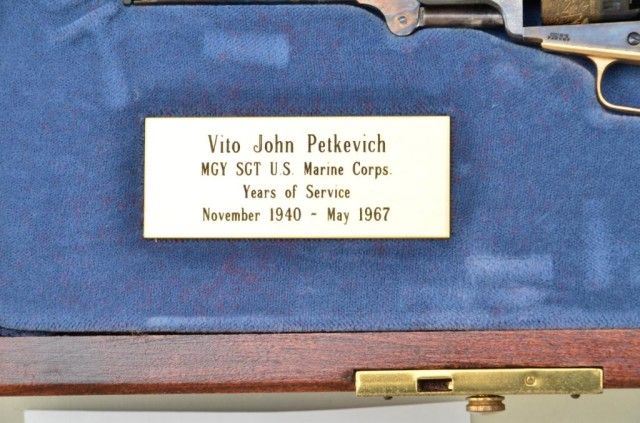 Vito John Petkevich
MGY SGT U.S. Marine Corps.
Years of Service
November 1940 - May 1967